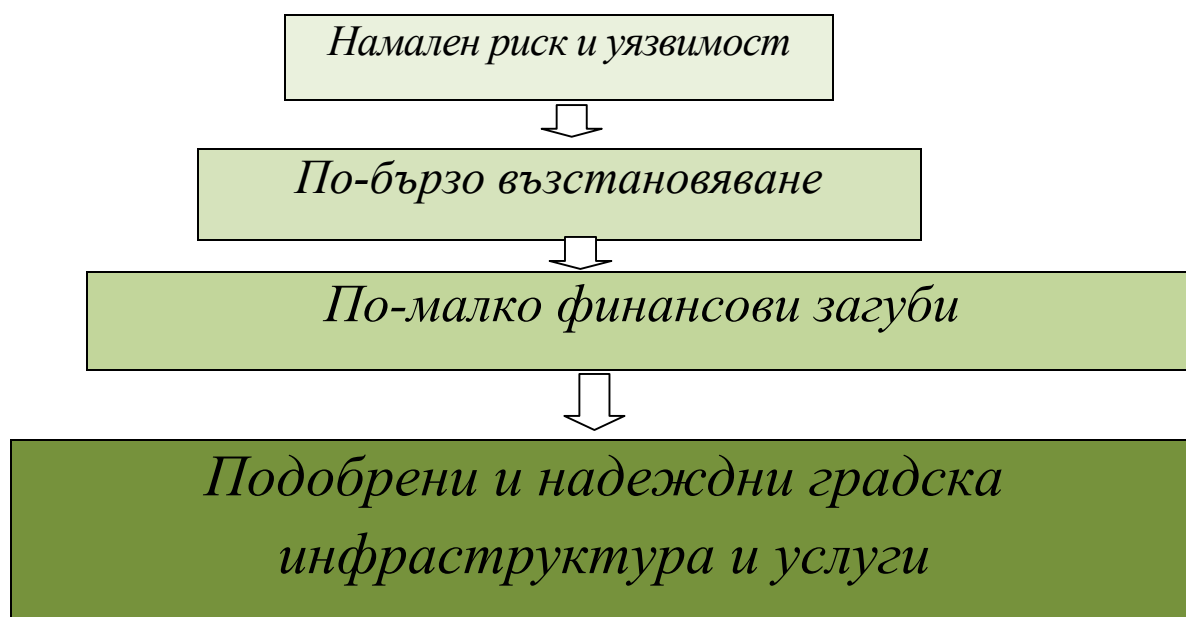 Намален риск и уязвимост
По-бързо възстановяване
По-малко финансови загуби
Подобрени и надеждни градска
инфраструктура и услуги